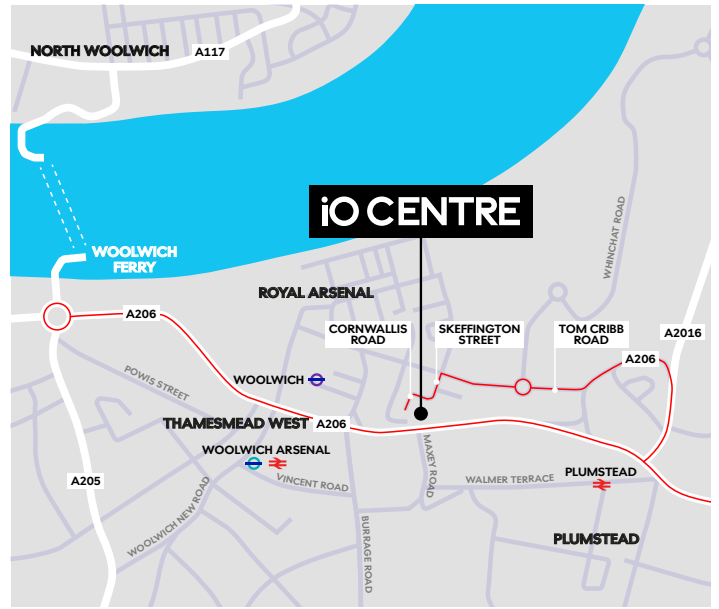 NORTH WOOLWICH
A117
iO CENTRE
WHINCHAT ROAD
WOOLWICH
FERRY
ROYAL ARSENAL
A206
CORNWALLIS
ROAD
SKEFFINGTON
STREET
TOM CRIBB
ROAD
A2016
A206
POWIS STREET
WOOLWICH
THAMESMEAD WEST
A206
WOOLWICH ARSENAL
MAXEY ROAD
A205
VINCENT ROAD
WALMER TERRACE
PLUMSTEAD
WOOLWICH NEW ROAD
BURRAGE ROAD
PLUMSTEAD